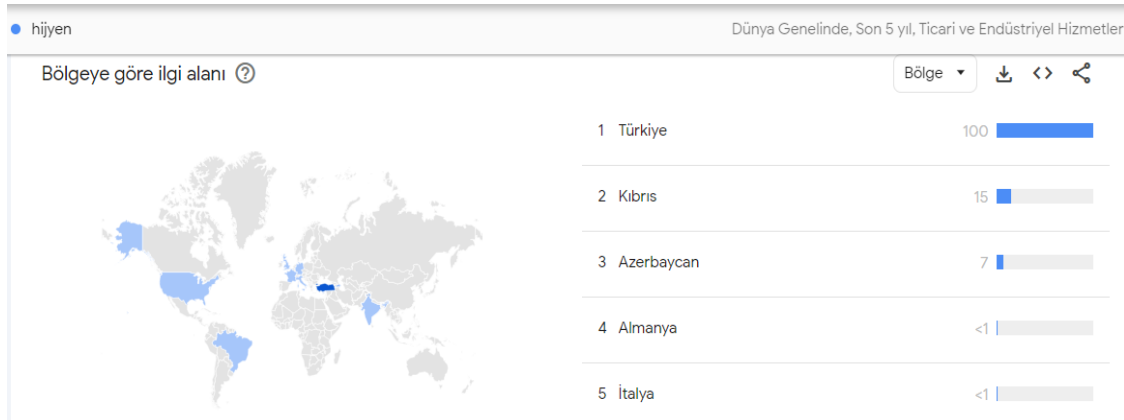 hijyen Dünya Genelinde, Son 5 yıl, Ticari ve Endüstriyel Hizmetler
Bölgeye göre ilgi alanı ? Bölge
1 Türkiye 100
2 Kıbrıs 15
3 Azerbaycan 7
4 Almanya <1
5 İtalya <1